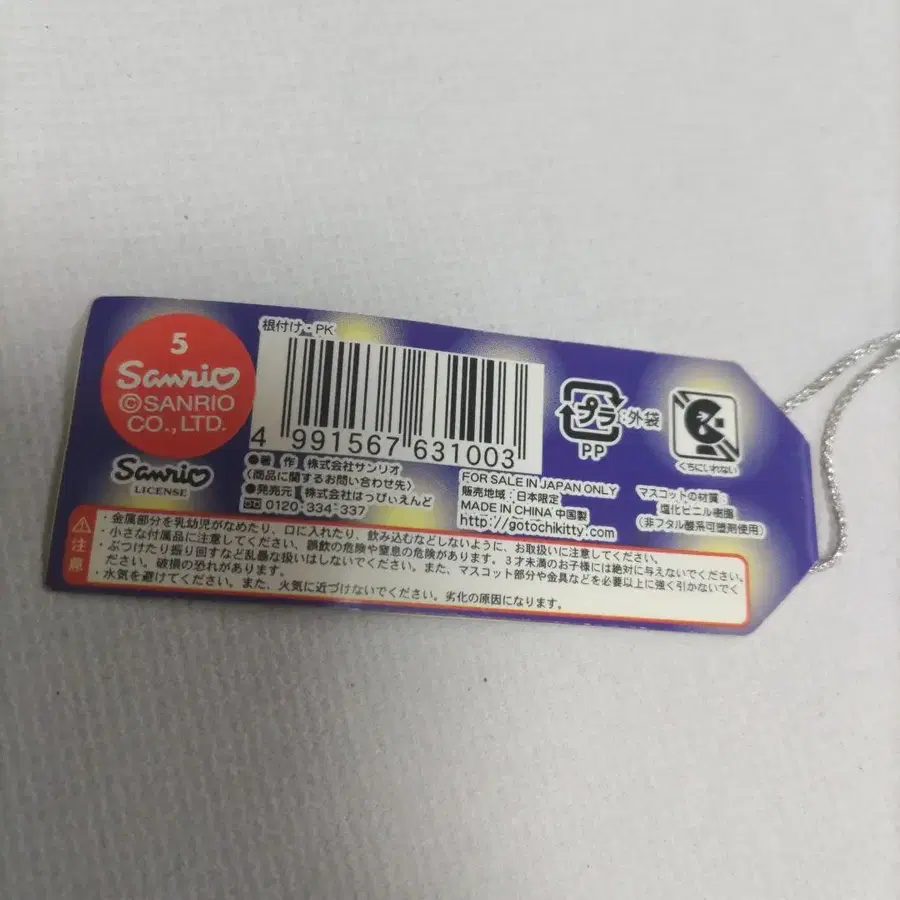 5
Sanrio
©SANRIO
CO., LTD.
Sanrio
LICENSE
根付け・PK
4 991567 631003
●著 作 株式会社サンリオ
〈商品に関するお問い合わせ先〉
●発売元 株式会社はっぴいえんど
0120-334-337
FOR SALE IN JAPAN ONLY
販売地域:日本限定
MADE IN CHINA 中国製
http://gotochikitty.com
プラ
:外袋
PP
くちにいれない
マスコットの材質:
塩化ビニル樹脂
(非フタル酸系可塑剤使用)
注意
・金属部分を乳幼児がなめたり、口に入れたり、飲み込むなどしないように、お取扱いに注意してください。
・小さな付属品に注意してください、誤飲の危険や窒息の危険があります。3才未満のお子様には絶対に与えないでください。
・ぶつけたり振り回すなど乱暴な扱いはしないでください。また、マスコット部分や金具などを必要以上に強く引かないでください。破損の恐れがあります。
・水気を避けてください。また、火気に近づけないでください。劣化の原因になります。